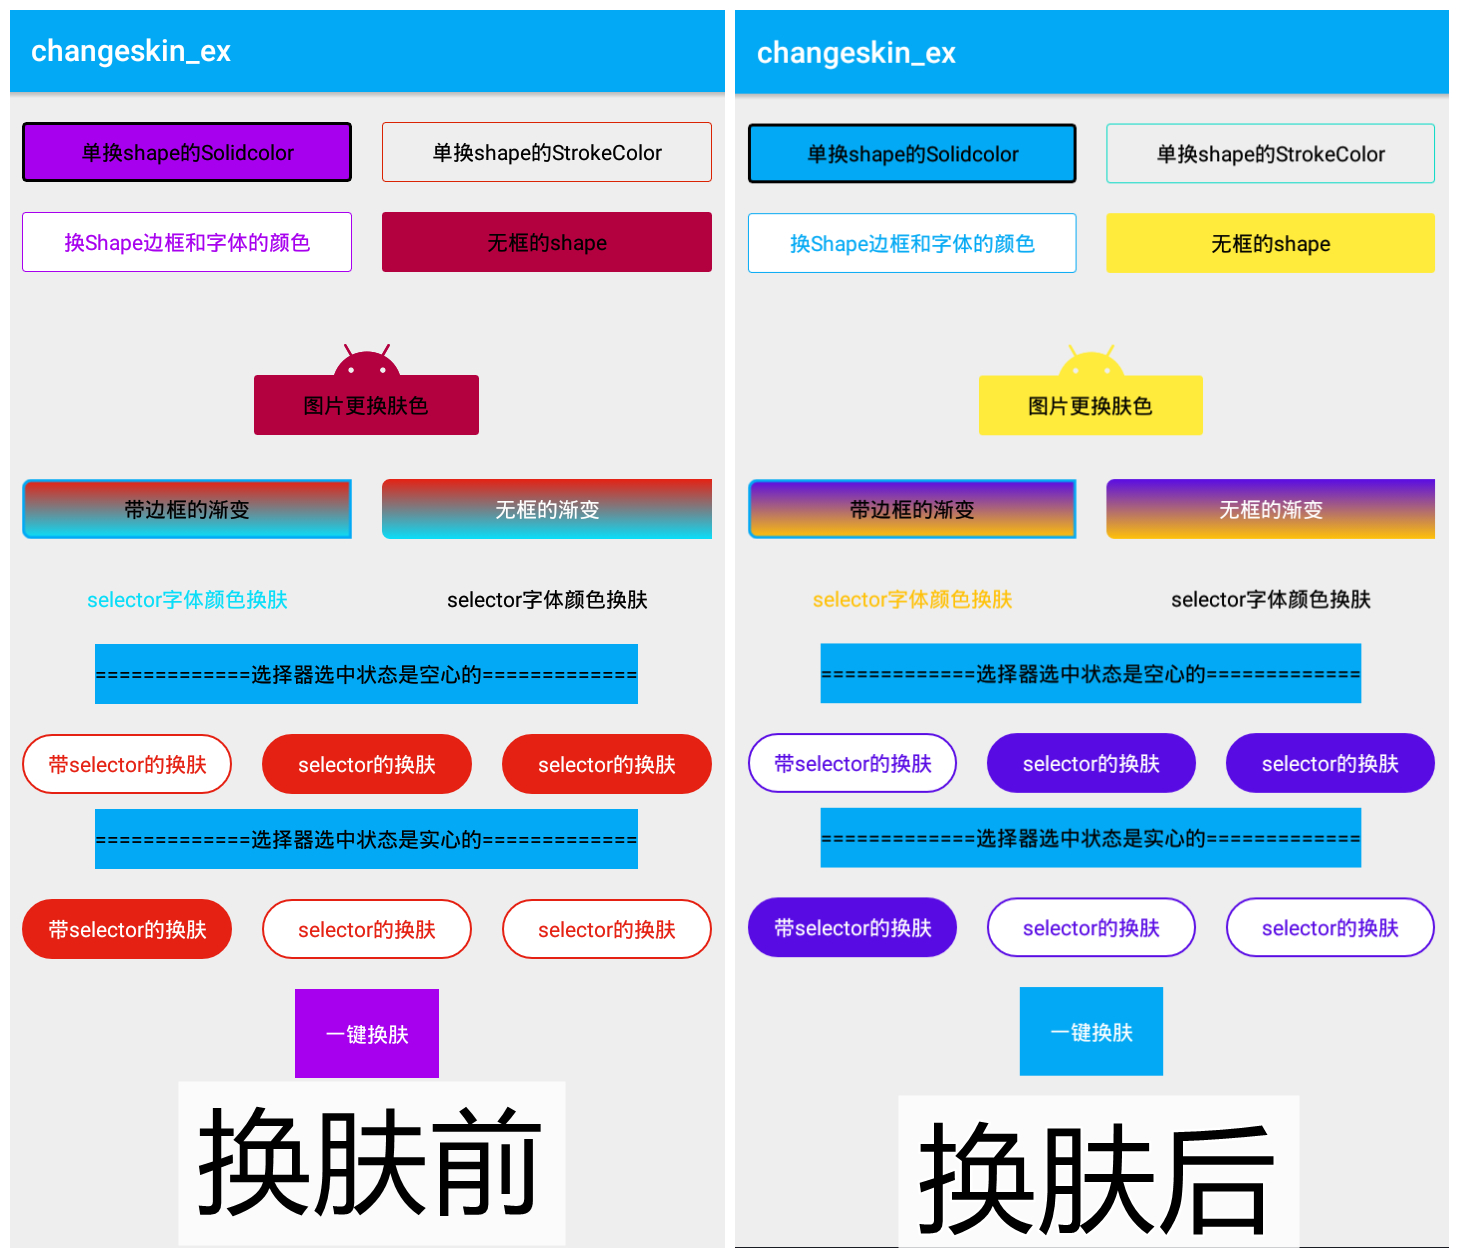 changeskin_ex
单换shape的Solidcolor
单换shape的StrokeColor
换Shape边框和字体的颜色
无框的shape
图片更换肤色
带边框的渐变
无框的渐变
selector字体颜色换肤
selector字体颜色换肤
=============选择器选中状态是空心的=============
带selector的换肤
selector的换肤
selector的换肤
=============选择器选中状态是实心的=============
带selector的换肤
selector的换肤
selector的换肤
一键换肤
换肤前
changeskin_ex
单换shape的Solidcolor
单换shape的StrokeColor
换Shape边框和字体的颜色
无框的shape
图片更换肤色
带边框的渐变
无框的渐变
selector字体颜色换肤
selector字体颜色换肤
=============选择器选中状态是空心的=============
带selector的换肤
selector的换肤
selector的换肤
=============选择器选中状态是实心的=============
带selector的换肤
selector的换肤
selector的换肤
一键换肤
换肤后